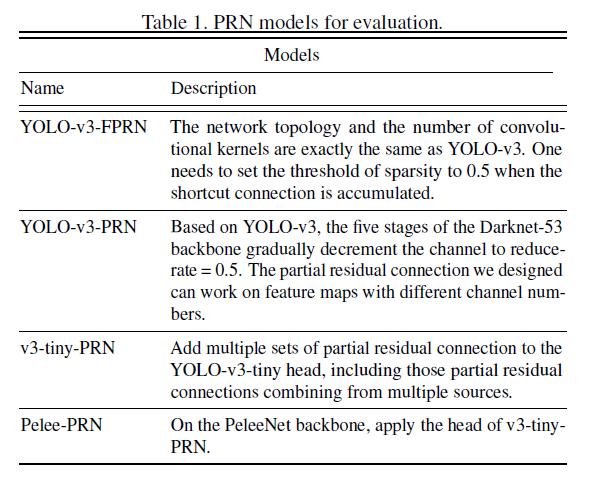 Table 1. PRN models for evaluation.
Models
Name Description
YOLO-v3-FPRN The network topology and the number of convolu-
tional kernels are exactly the same as YOLO-v3. One
needs to set the threshold of sparsity to 0.5 when the
shortcut connection is accumulated.
YOLO-v3-PRN Based on YOLO-v3, the five stages of the Darknet-53
backbone gradually decrement the channel to reduce-
rate = 0.5. The partial residual connection we designed
can work on feature maps with different channel num-
bers.
v3-tiny-PRN Add multiple sets of partial residual connection to the
YOLO-v3-tiny head, including those partial residual
connections combining from multiple sources.
Pelee-PRN On the PeleeNet backbone, apply the head of v3-tiny-
PRN.